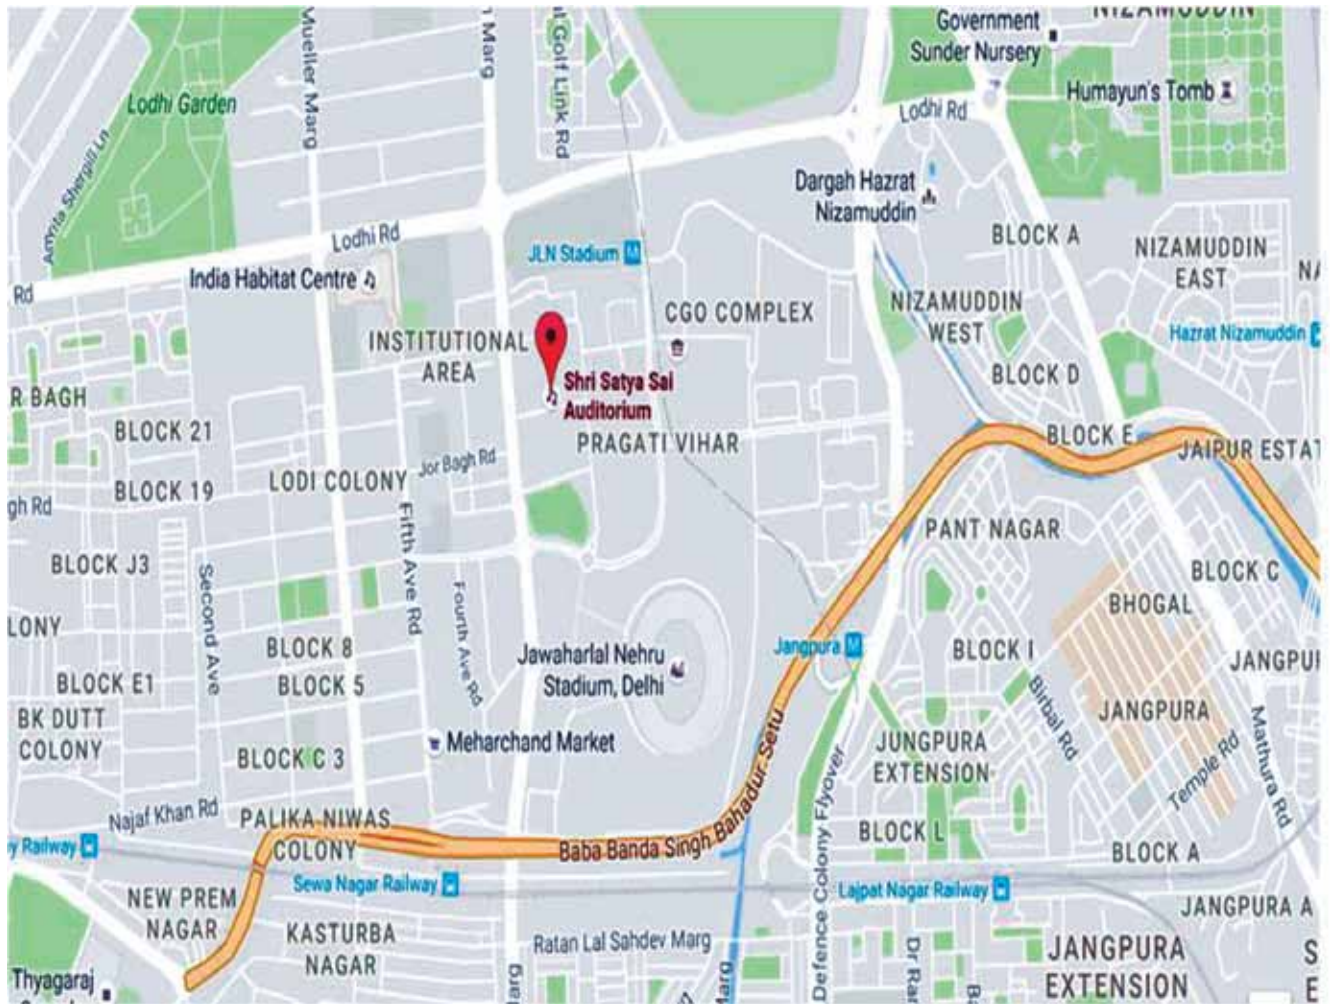 Mueller Marg
Marg
Golf Link Rd
Government
Sunder Nursery
NIZAMUDDIN
Lodhi Garden
Amrita Shergill Ln
Humayun's Tomb
Lodhi Rd
Dargah Hazrat
Nizamuddin
Lodhi Rd
India Habitat Centre
JLN Stadium
BLOCK A
NIZAMUDDIN
EAST
Rd
CGO COMPLEX
NIZAMUDDIN
WEST
Hazrat Nizamuddin
INSTITUTIONAL
AREA
Shri Satya Sai
Auditorium
BLOCK D
R BAGH
BLOCK 21
PRAGATI VIHAR
BLOCK E
JAIPUR ESTAT
BLOCK 19
LODI COLONY
Jor Bagh Rd
gh Rd
Fifth Ave Rd
PANT NAGAR
BLOCK J3
Second Ave
Fourth Ave Rd
BLOCK C
BHOGAL
LONY
BLOCK 8
Jawaharlal Nehru
Stadium, Delhi
Jangpura
BLOCK I
JANGPU
BLOCK E1
BLOCK 5
Birbal Rd
JANGPURA
BK DUTT
COLONY
BLOCK C 3
Meharchand Market
JUNGPURA
EXTENSION
Temple Rd
Mathura Rd
Najaf Khan Rd
PALIKA NIWAS
COLONY
Baba Banda Singh Bahadur Setu
Defence Colony Flyover
BLOCK L
BLOCK A
y Railway
Sewa Nagar Railway
Lajpat Nagar Railway
NEW PREM
NAGAR
KASTURBA
NAGAR
Ratan Lal Sahdev Marg
JANGPURA A
JANGPURA
EXTENSION
Thyagaraj
Marg
Dr Ra